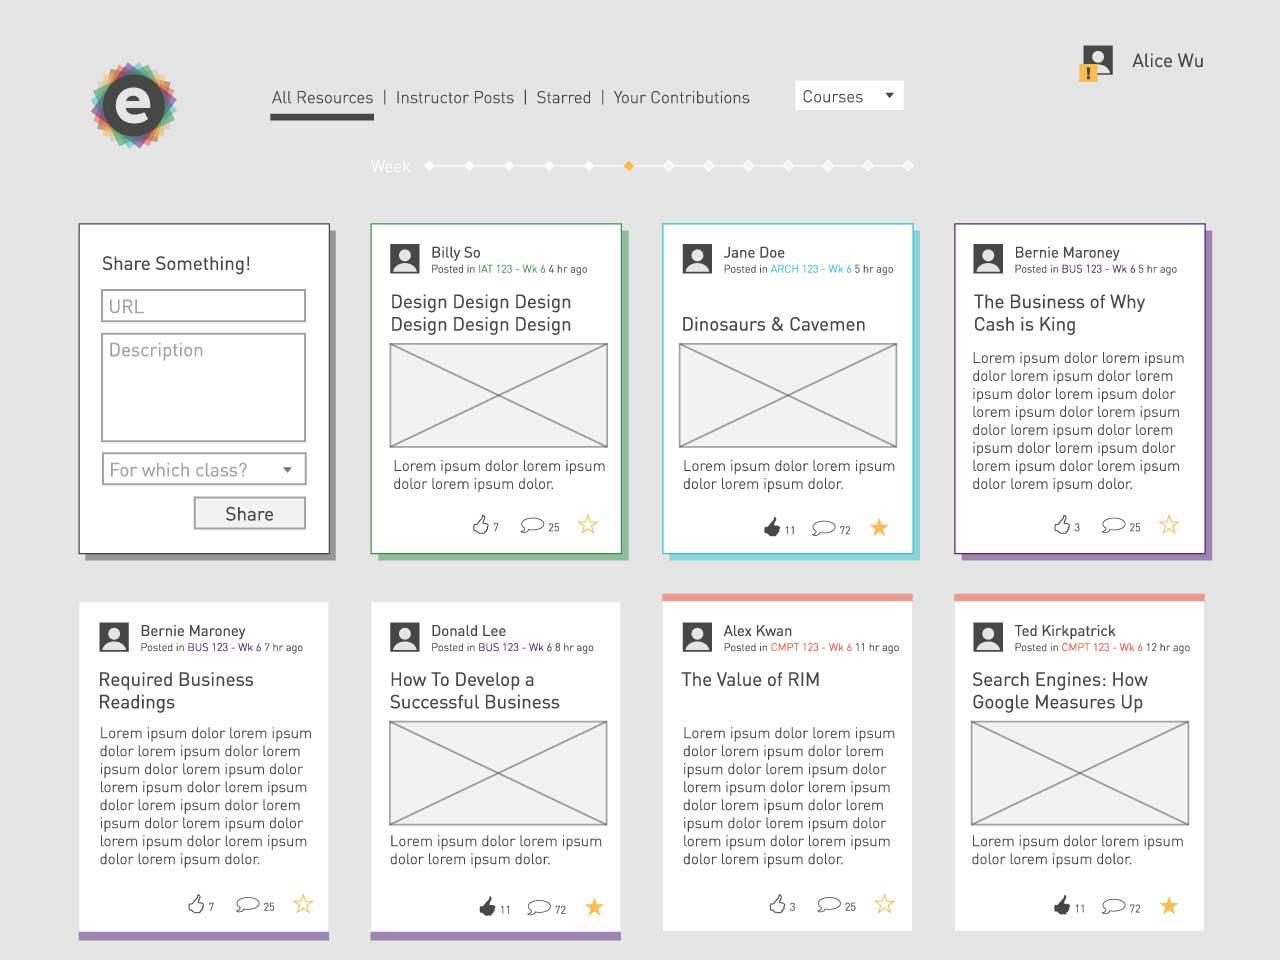 e
All Resources | Instructor Posts | Starred | Your Contributions
Courses
!
Alice Wu
Week
Share Something!
URL
Description
For which class?
Share
Billy So
Posted in IAT 123 - Wk 6 4 hr ago
Design Design Design
Design Design Design
Lorem ipsum dolor lorem ipsum
dolor lorem ipsum dolor.
7 25
Jane Doe
Posted in ARCH 123 - Wk 6 5 hr ago
Dinosaurs & Cavemen
Lorem ipsum dolor lorem ipsum
dolor lorem ipsum dolor.
11 72
Bernie Maroney
Posted in BUS 123 - Wk 6 5 hr ago
The Business of Why
Cash is King
Lorem ipsum dolor lorem ipsum
dolor lorem ipsum dolor lorem
ipsum dolor lorem ipsum dolor
lorem ipsum dolor lorem ipsum
dolor lorem ipsum dolor lorem
ipsum dolor lorem ipsum dolor
lorem ipsum dolor lorem ipsum
dolor lorem ipsum dolor.
3 25
Bernie Maroney
Posted in BUS 123 - Wk 6 7 hr ago
Required Business
Readings
Lorem ipsum dolor lorem ipsum
dolor lorem ipsum dolor lorem
ipsum dolor lorem ipsum dolor
lorem ipsum dolor lorem ipsum
dolor lorem ipsum dolor lorem
ipsum dolor lorem ipsum dolor
lorem ipsum dolor lorem ipsum
dolor lorem ipsum dolor.
7 25
Donald Lee
Posted in BUS 123 - Wk 6 8 hr ago
How To Develop a
Successful Business
Lorem ipsum dolor lorem ipsum
dolor lorem ipsum dolor.
11 72
Alex Kwan
Posted in CMPT 123 - Wk 6 11 hr ago
The Value of RIM
Lorem ipsum dolor lorem ipsum
dolor lorem ipsum dolor lorem
ipsum dolor lorem ipsum dolor
lorem ipsum dolor lorem ipsum
dolor lorem ipsum dolor lorem
ipsum dolor lorem ipsum dolor
lorem ipsum dolor lorem ipsum
dolor lorem ipsum dolor.
3 25
Ted Kirkpatrick
Posted in CMPT 123 - Wk 6 12 hr ago
Search Engines: How
Google Measures Up
Lorem ipsum dolor lorem ipsum
dolor lorem ipsum dolor.
11 72